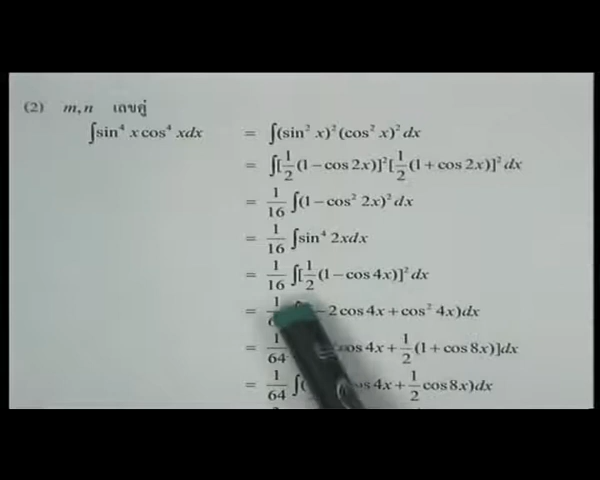 (2) m, n เลขคู่
∫sin⁴ x cos⁴ xdx = ∫(sin² x)² (cos² x)² dx
= ∫[1/2(1 − cos 2x)]² [1/2(1 + cos 2x)]² dx
= 1/16 ∫(1 − cos² 2x)² dx
= 1/16 ∫sin⁴ 2xdx
= 1/16 ∫[1/2(1 − cos 4x)]² dx
= − 2 cos 4x + cos² 4x)dx
= 1/64 cos 4x + 1/2(1 + cos 8x)]dx
= 1/64 ∫( cos 4x + 1/2 cos 8x)dx